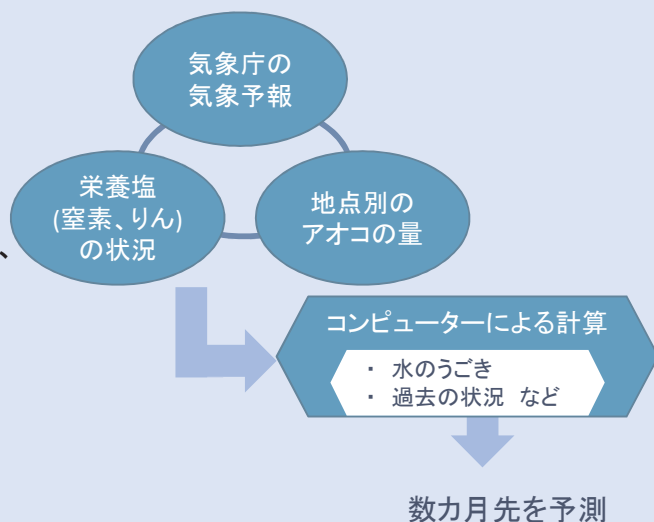 気象庁の
気象予報
栄養塩
(窒素、りん)
の状況
地点別の
アオコの量
、
コンピューターによる計算
・ 水のうごき
・ 過去の状況 など
数カ月先を予測